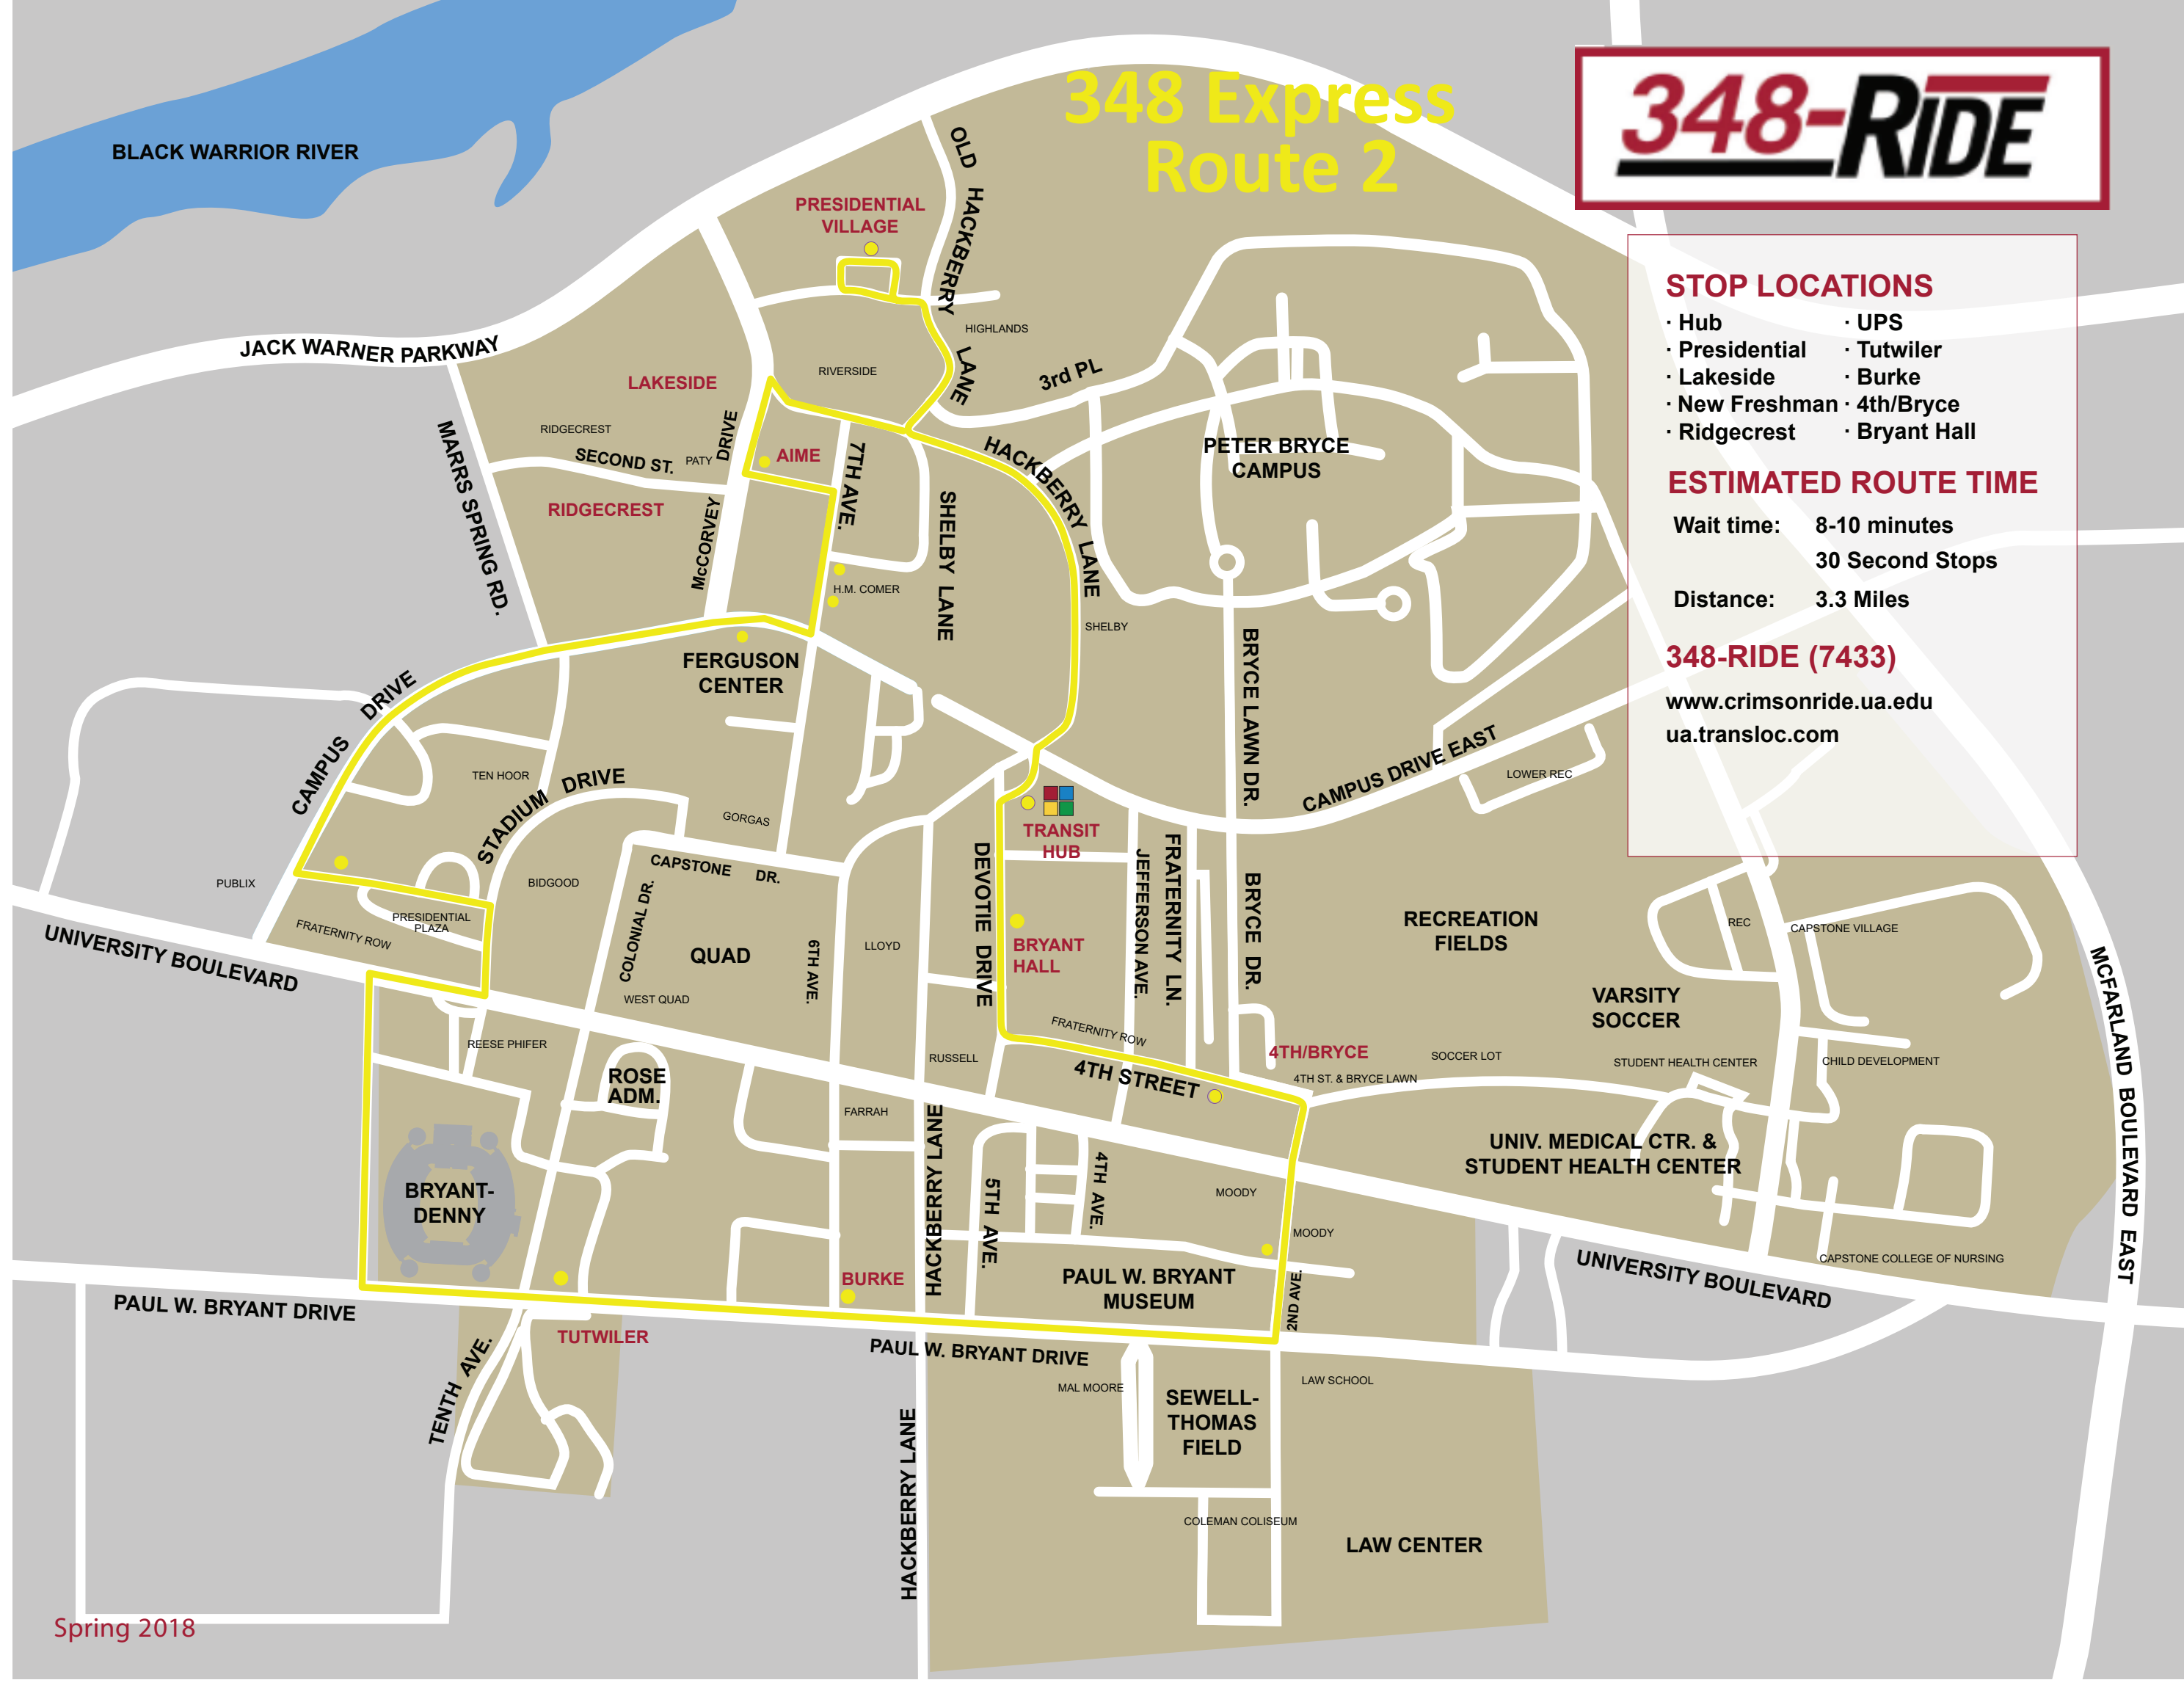 348 Express
Route 2
348-RIDE
BLACK WARRIOR RIVER
OLD HACKBERRY LANE
PRESIDENTIAL
VILLAGE
STOP LOCATIONS
· Hub
· Presidential
· Lakeside
· New Freshman
· Ridgecrest
· UPS
· Tutwiler
· Burke
· 4th/Bryce
· Bryant Hall
ESTIMATED ROUTE TIME
Wait time: 8-10 minutes
30 Second Stops
Distance: 3.3 Miles
348-RIDE (7433)
www.crimsonride.ua.edu
ua.transloc.com
HIGHLANDS
JACK WARNER PARKWAY
LAKESIDE
RIVERSIDE
3rd PL
RIDGECREST
SECOND ST.
PATY
McCORVEY DRIVE
AIME
7TH AVE.
HACKBERRY LANE
PETER BRYCE
CAMPUS
MARRS SPRING RD.
RIDGECREST
SHELBY LANE
H.M. COMER
SHELBY
FERGUSON
CENTER
BRYCE LAWN DR.
CAMPUS DRIVE
TEN HOOR
STADIUM DRIVE
GORGAS
CAMPUS DRIVE EAST
LOWER REC
TRANSIT
HUB
PUBLIX
BIDGOOD
CAPSTONE DR.
COLONIAL DR.
QUAD
6TH AVE.
LLOYD
DEVOTIE DRIVE
BRYANT
HALL
JEFFERSON AVE.
FRATERNITY LN.
BRYCE DR.
RECREATION
FIELDS
REC
CAPSTONE VILLAGE
PRESIDENTIAL
PLAZA
FRATERNITY ROW
UNIVERSITY BOULEVARD
WEST QUAD
VARSITY
SOCCER
MCFARLAND BOULEVARD EAST
REESE PHIFER
ROSE
ADM.
RUSSELL
FRATERNITY ROW
4TH STREET
4TH/BRYCE
4TH ST. & BRYCE LAWN
SOCCER LOT
STUDENT HEALTH CENTER
CHILD DEVELOPMENT
FARRAH
HACKBERRY LANE
UNIV. MEDICAL CTR. &
STUDENT HEALTH CENTER
BRYANT-
DENNY
5TH AVE.
4TH AVE.
MOODY
MOODY
CAPSTONE COLLEGE OF NURSING
UNIVERSITY BOULEVARD
BURKE
PAUL W. BRYANT
MUSEUM
2ND AVE.
PAUL W. BRYANT DRIVE
TUTWILER
PAUL W. BRYANT DRIVE
TENTH AVE.
MAL MOORE
SEWELL-
THOMAS
FIELD
LAW SCHOOL
HACKBERRY LANE
COLEMAN COLISEUM
LAW CENTER
Spring 2018